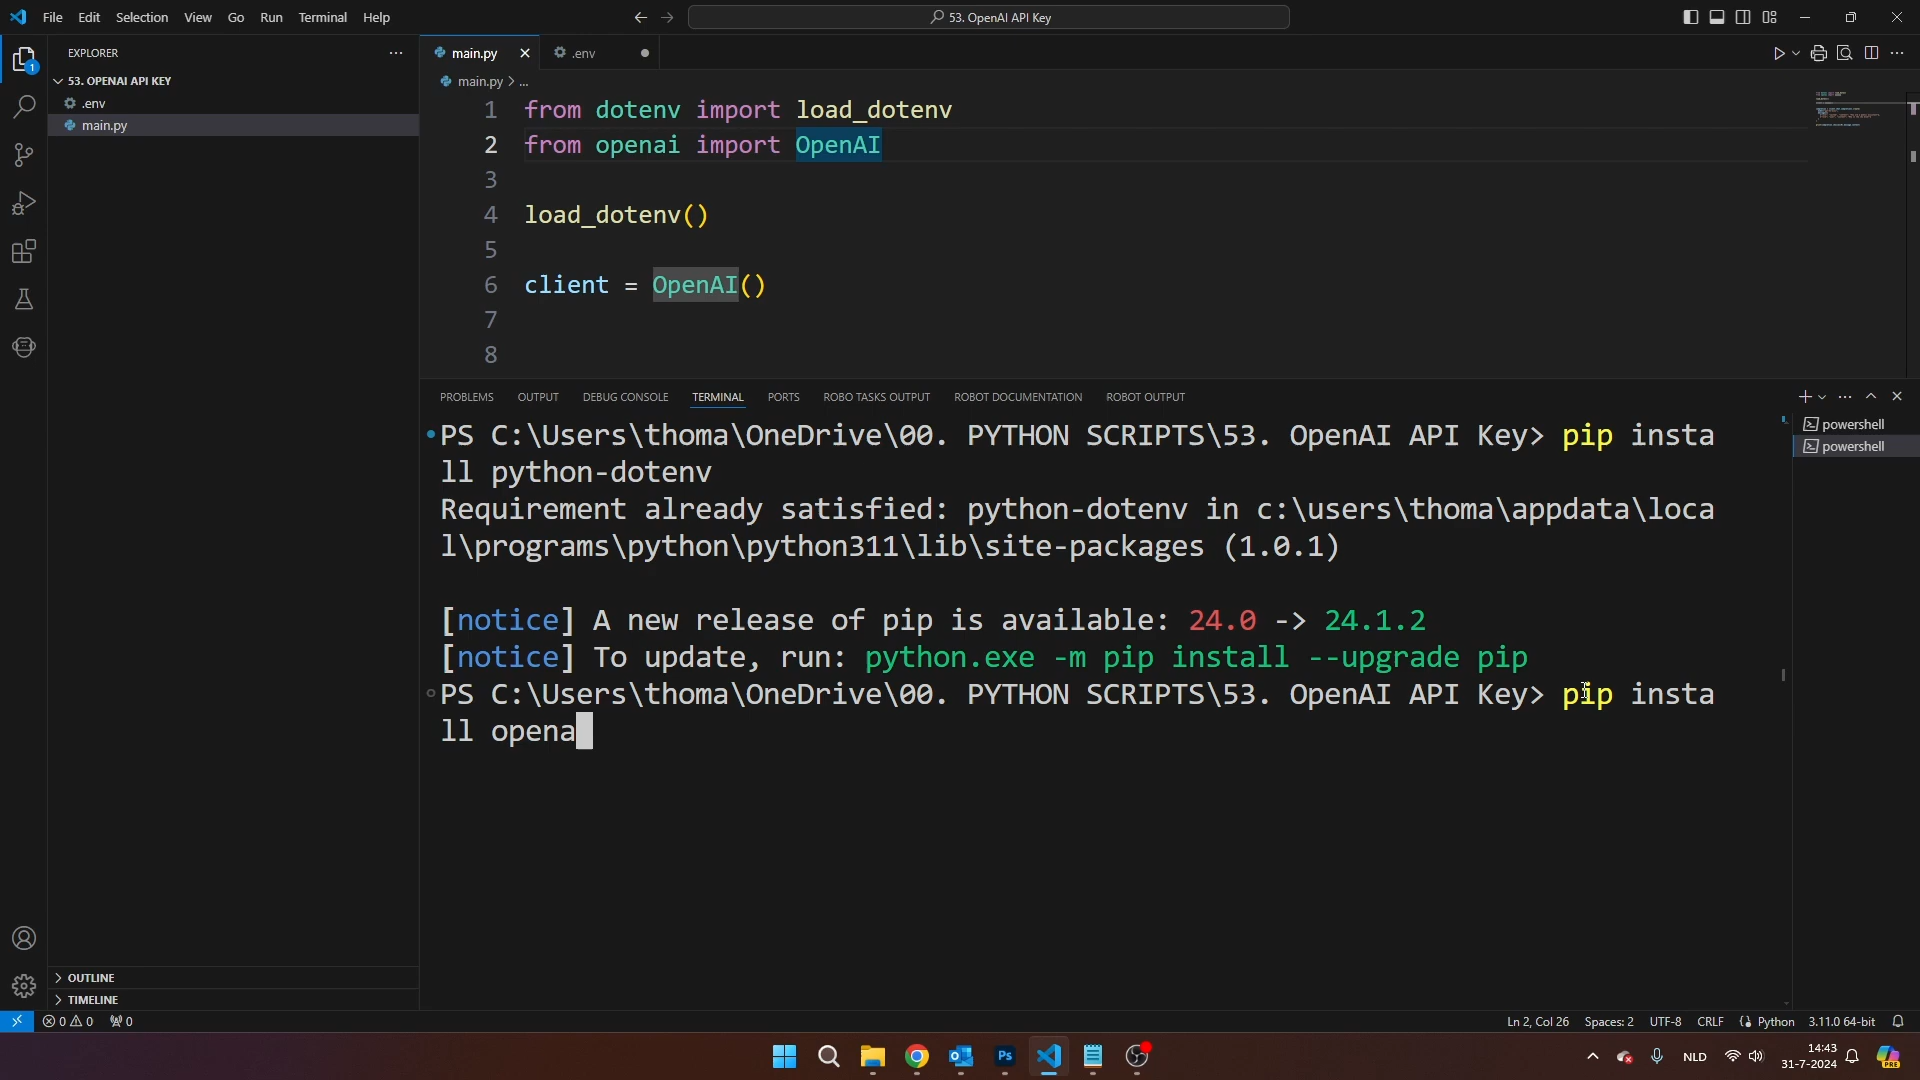 File Edit Selection View Go Run Terminal Help
53. OpenAI API Key
EXPLORER
53. OPENAI API KEY
.env
main.py
1
main.py
.env
main.py > ...
1 from dotenv import load_dotenv
2 from openai import OpenAI
3
4 load_dotenv()
5
6 client = OpenAI()
7
8
PROBLEMS OUTPUT DEBUG CONSOLE TERMINAL PORTS ROBO TASKS OUTPUT ROBOT DOCUMENTATION ROBOT OUTPUT
PS C:\Users\thoma\OneDrive\00. PYTHON SCRIPTS\53. OpenAI API Key> pip insta
ll python-dotenv
Requirement already satisfied: python-dotenv in c:\users\thoma\appdata\loca
l\programs\python\python311\lib\site-packages (1.0.1)
[notice] A new release of pip is available: 24.0 -> 24.1.2
[notice] To update, run: python.exe -m pip install --upgrade pip
PS C:\Users\thoma\OneDrive\00. PYTHON SCRIPTS\53. OpenAI API Key> pip insta
ll opena
powershell
powershell
OUTLINE
TIMELINE
0 0 0
Ln 2, Col 26 Spaces: 2 UTF-8 CRLF Python 3.11.0 64-bit
Ps
NLD
14:43
31-7-2024
PRE